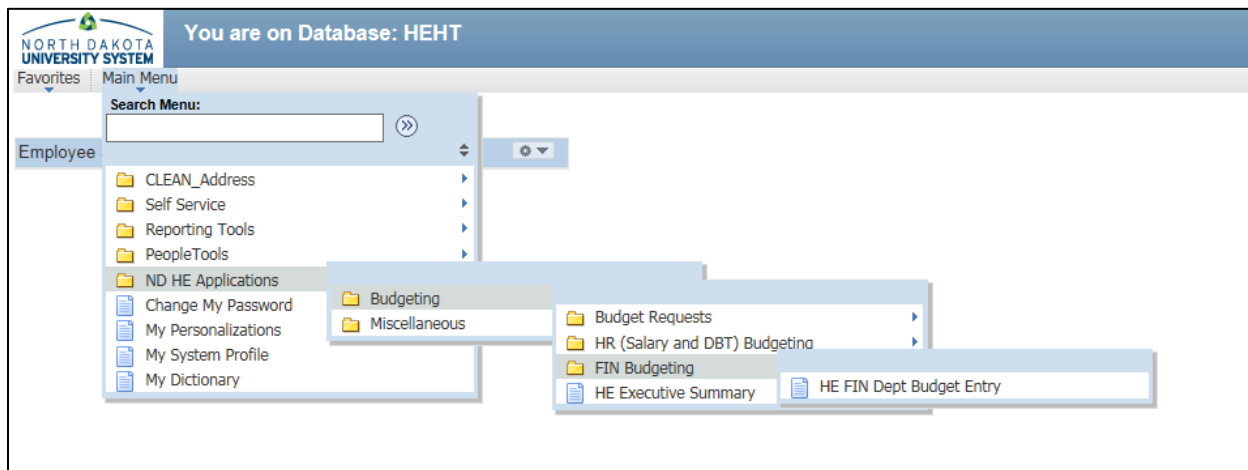 NORTH DAKOTA
UNIVERSITY SYSTEM
You are on Database: HEHT
Favorites Main Menu
Search Menu:
Employee
CLEAN_Address
Self Service
Reporting Tools
PeopleTools
ND HE Applications
Change My Password
My Personalizations
My System Profile
My Dictionary
Budgeting
Miscellaneous
Budget Requests
HR (Salary and DBT) Budgeting
FIN Budgeting
HE Executive Summary
HE FIN Dept Budget Entry